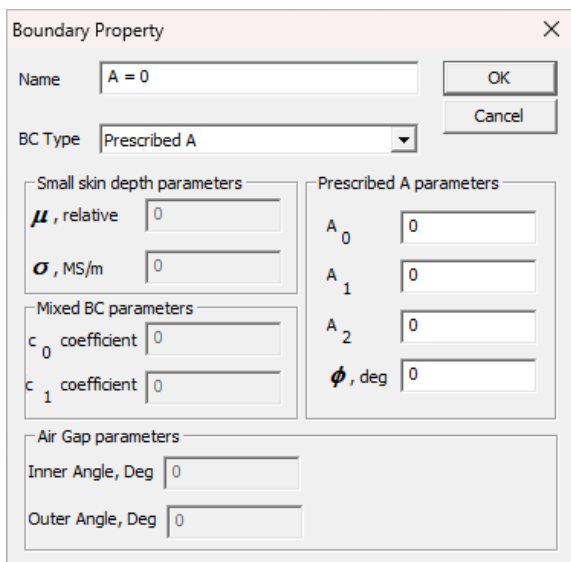 Boundary Property
Name A = 0 OK
Cancel
BC Type Prescribed A
Small skin depth parameters
μ, relative 0
σ, MS/m 0
Prescribed A parameters
A 0 0
A 1 0
A 2 0
ϕ, deg 0
Mixed BC parameters
c 0 coefficient 0
c 1 coefficient 0
Air Gap parameters
Inner Angle, Deg 0
Outer Angle, Deg 0